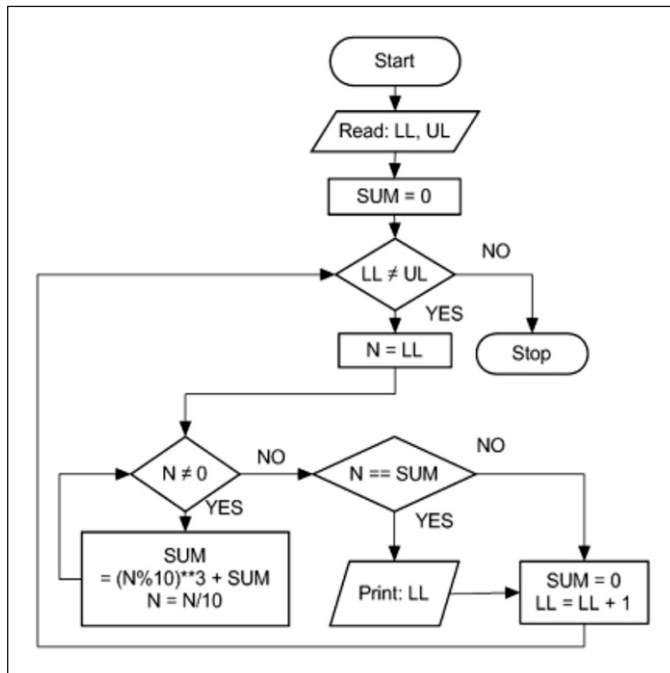 Start
Read: LL, UL
SUM = 0
LL ≠ UL
NO
YES
N = LL
Stop
N ≠ 0
NO
N == SUM
NO
YES
YES
SUM
= (N%10)**3 + SUM
N = N/10
Print: LL
SUM = 0
LL = LL + 1